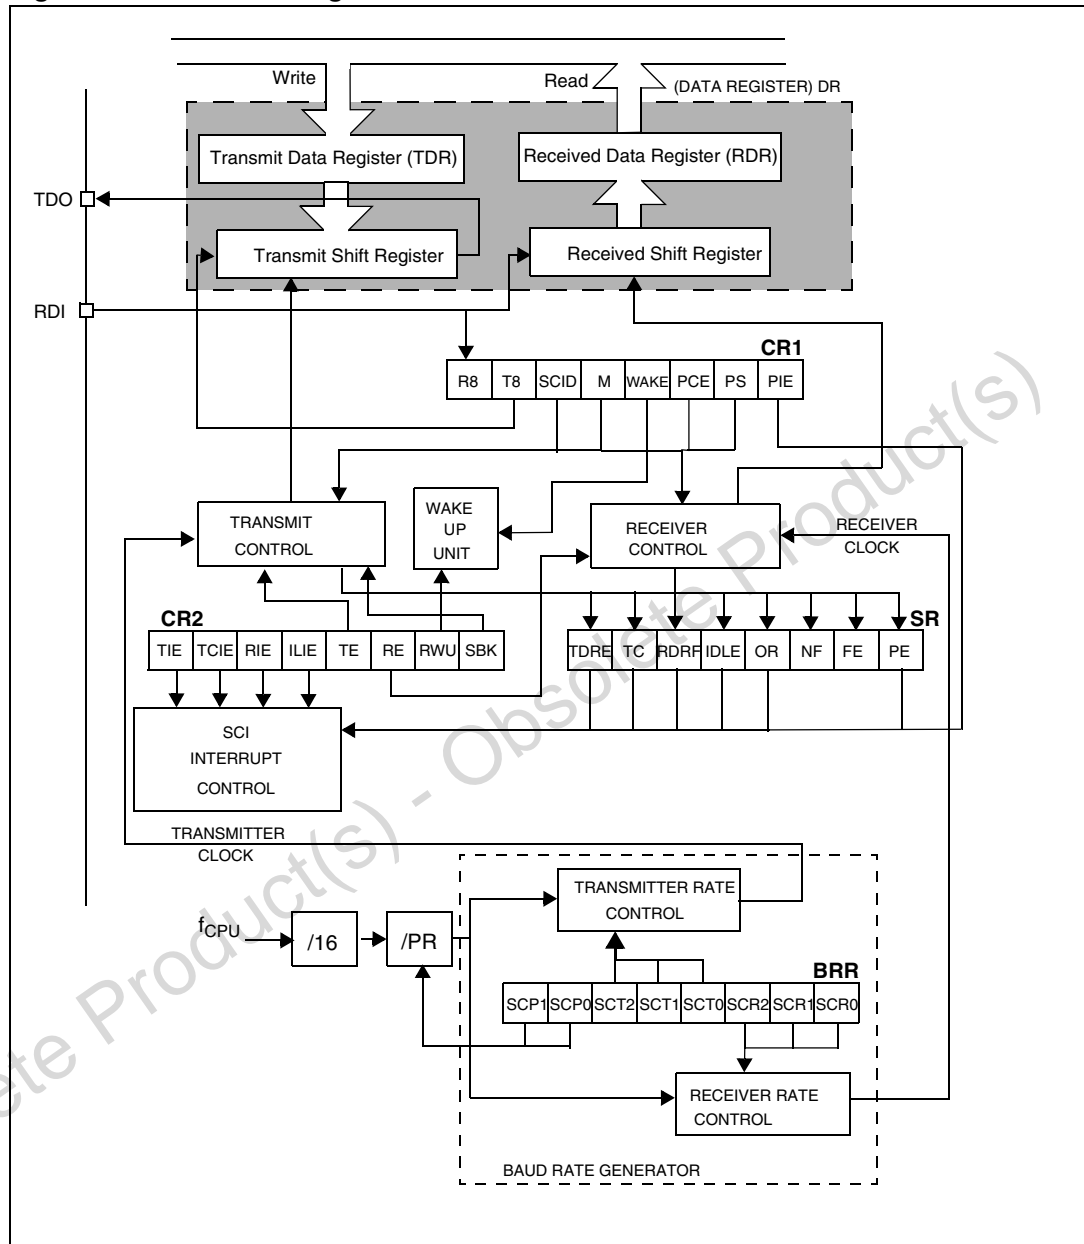 Write
Read
(DATA REGISTER) DR
Transmit Data Register (TDR)
Received Data Register (RDR)
TDO
Transmit Shift Register
Received Shift Register
RDI
CR1
R8 T8 SCID M WAKE PCE PS PIE
TRANSMIT
CONTROL
WAKE
UP
UNIT
RECEIVER
CONTROL
RECEIVER
CLOCK
CR2
TIE TCIE RIE ILIE TE RE RWU SBK
SR
TDRE TC RDRF IDLE OR NF FE PE
SCI
INTERRUPT
CONTROL
TRANSMITTER
CLOCK
TRANSMITTER RATE
CONTROL
fCPU
/16
/PR
BRR
SCP1 SCP0 SCT2 SCT1 SCT0 SCR2 SCR1 SCR0
RECEIVER RATE
CONTROL
BAUD RATE GENERATOR
ete Product(s) - Obsolete Product(s)